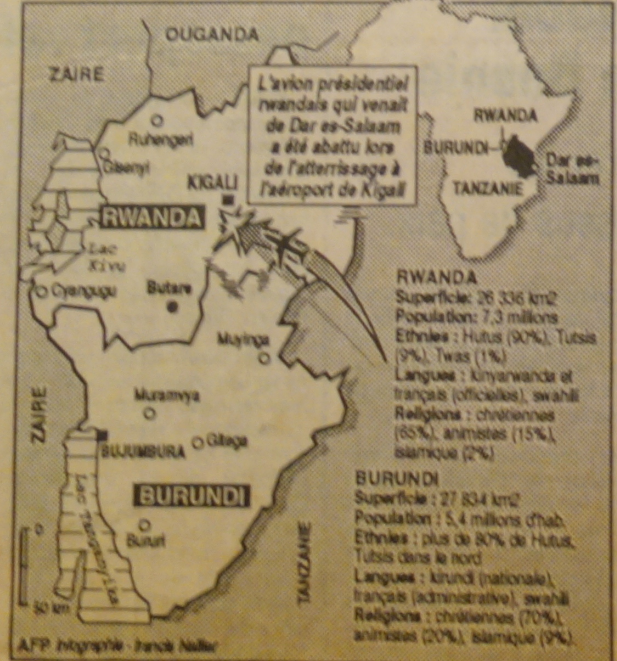 OUGANDA
ZAIRE
L'avion présidentiel
rwandais qui venait
de Dar es-Salaam
a été abattu lors
de l'atterrissage à
l'aéroport de Kigali
Ruhengeri
Gisenyi
KIGALI
RWANDA
Lac
Kivu
Cyangugu
Butare
RWANDA
BURUNDI
Dar es-
Salaam
TANZANIE
Muyinga
Muramvya
ZAIRE
BUJUMBURA
Gitega
BURUNDI
Lac Tanganyika
Bururi
TANZANIE
0
50 km
RWANDA
Superficie: 26 336 km2
Population: 7,3 millions
Ethnies : Hutus (90%), Tutsis
(9%), Twas (1%)
Langues : kinyarwanda et
français (officielles), swahili
Religions : chrétiennes
(65%), animistes (15%),
islamique (2%)
BURUNDI
Superficie : 27 834 km2
Population : 5,4 millions d'hab.
Ethnies : plus de 80% de Hutus,
Tutsis dans le nord
Langues : kirundi (nationale),
français (administrative), swahili
Religions : chrétiennes (70%),
animistes (20%), islamique (9%).
AFP infographie - Francis Nallier